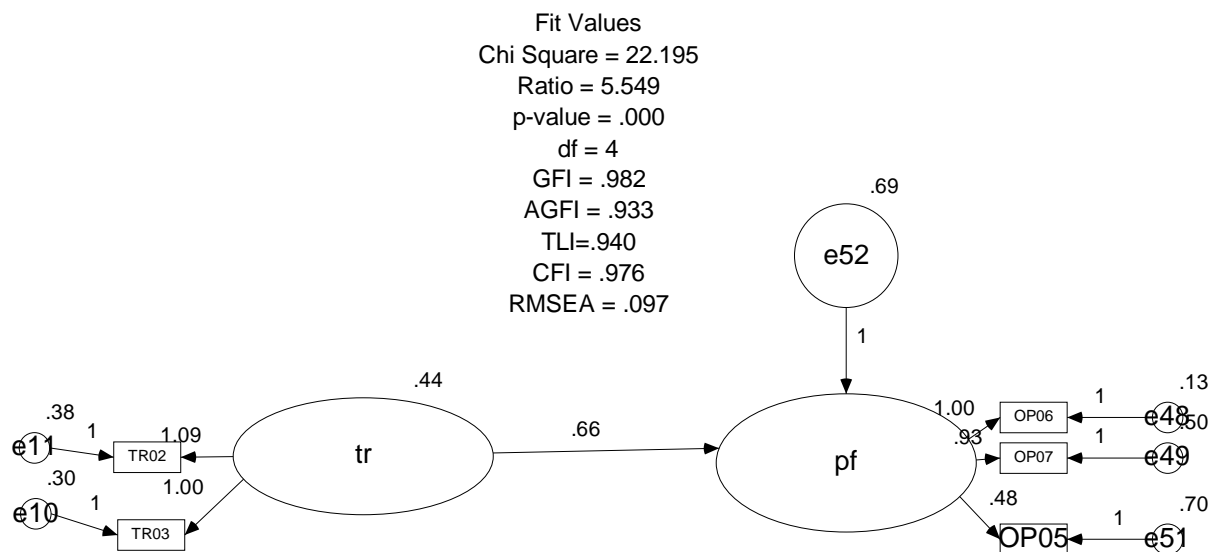 Fit Values
Chi Square = 22.195
Ratio = 5.549
p-value = .000
df = 4
GFI = .982
AGFI = .933
TLI=.940
CFI = .976
RMSEA = .097
.69
e52
1
.44
tr
.66
pf
.38
e11
1
TR02
1.09
.30
e10
1
TR03
1.00
1.00
OP06
1
e48
.13
.93
OP07
1
e49
.50
.48
OP05
1
e51
.70